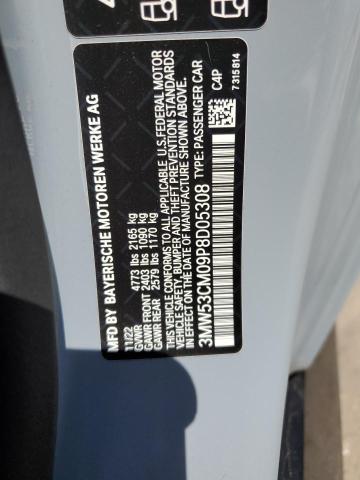 MFD BY BAYERISCHE MOTOREN WERKE AG
11/22
GVWR 4773 lbs 2165 kg
GAWR FRONT 2403 lbs 1090 kg
GAWR REAR 2579 lbs 1170 kg
THIS VEHICLE CONFORMS TO ALL APPLICABLE U.S. FEDERAL MOTOR
VEHICLE SAFETY, BUMPER, AND THEFT PREVENTION STANDARDS
IN EFFECT ON THE DATE OF MANUFACTURE SHOWN ABOVE.
3MW53CM09P8D05308 TYPE: PASSENGER CAR
C4P
7 315 814